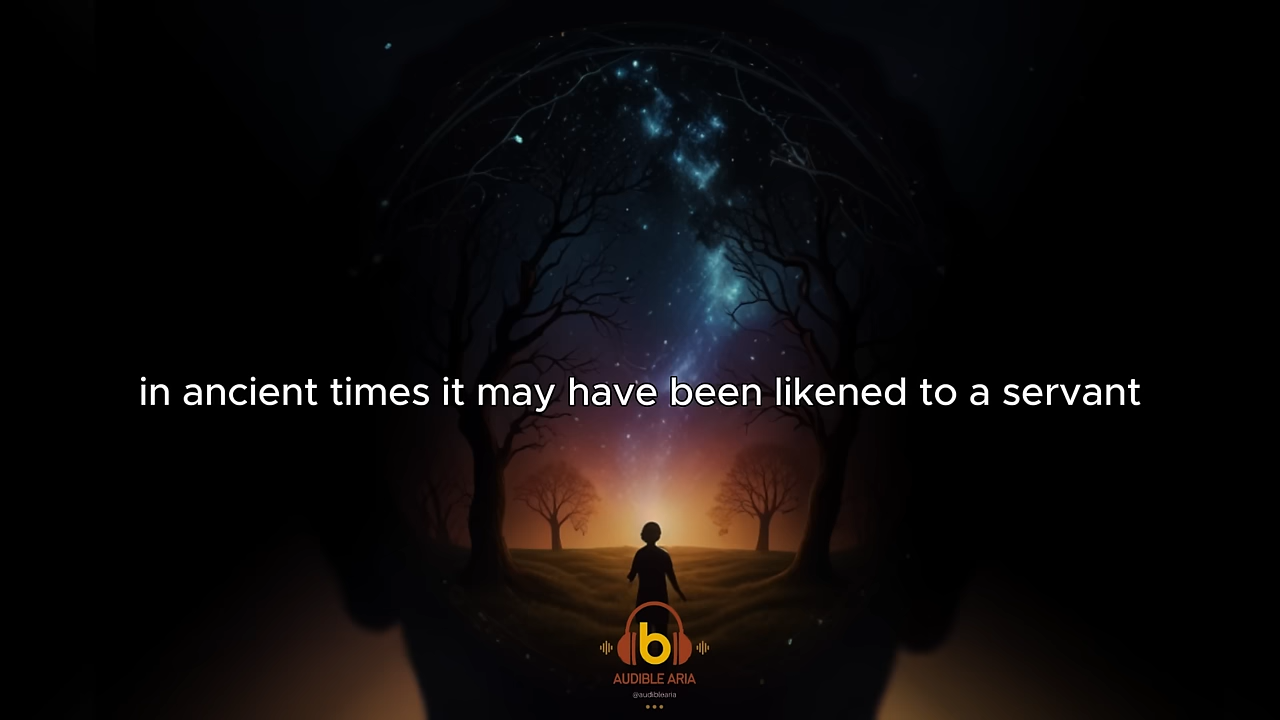 in ancient times it may have been likened to a servant
b
AUDIBLE ARIA
@audiblearia